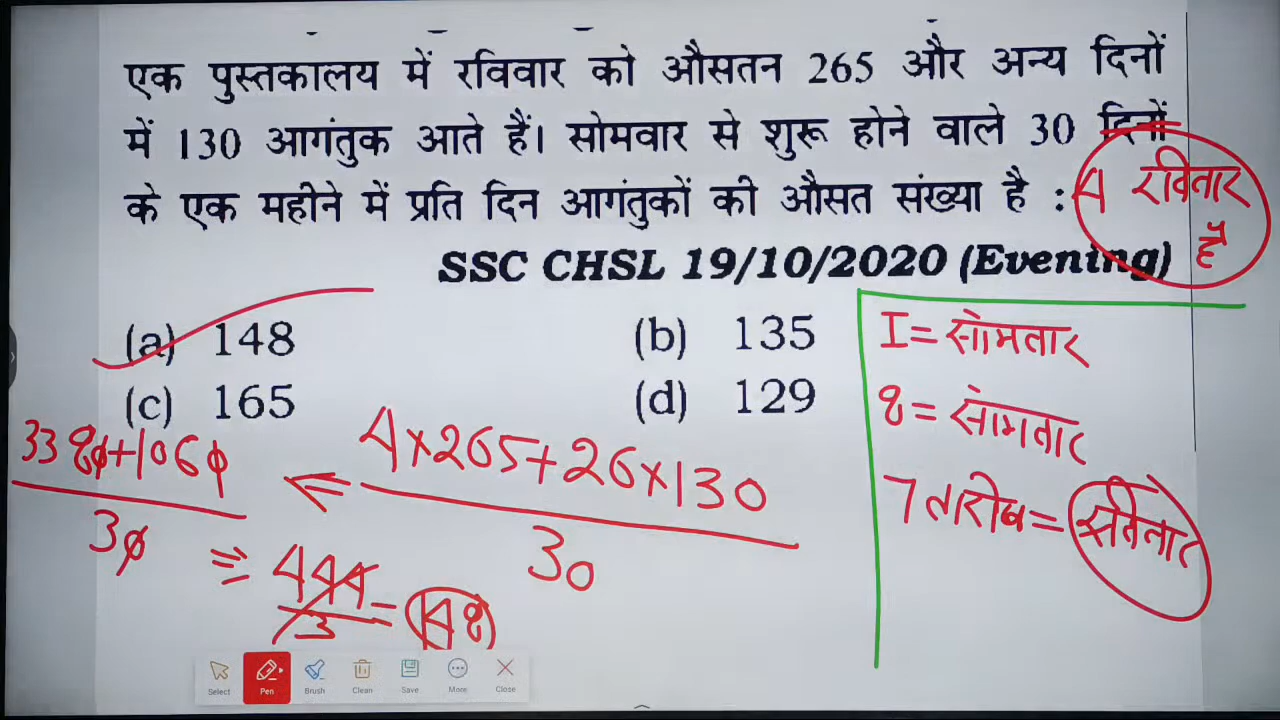 एक पुस्तकालय में रविवार को औसतन 265 और अन्य दिनों
में 130 आगंतुक आते हैं। सोमवार से शुरू होने वाले 30 दिनों
के एक महीने में प्रति दिन आगंतुकों की औसत संख्या है :
4 रविवार
है
SSC CHSL 19/10/2020 (Evening)
(a) 148 (b) 135
(c) 165 (d) 129
I = सोमवार
8 = सोमवार
7 तारीख = रविवार
4×265+26×130
30
3380+1060
30
444
3
= 148
Select Pen Brush Clean Save More Close